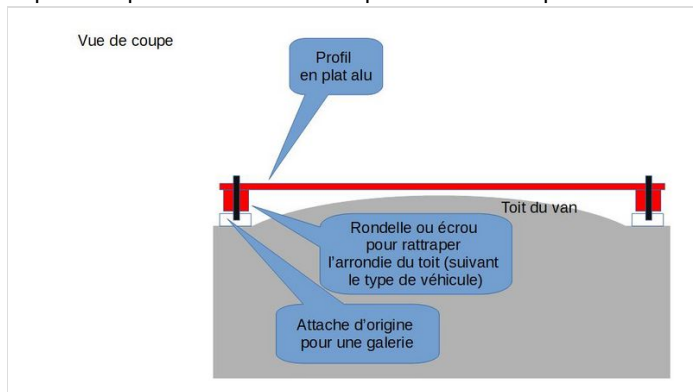 Vue de coupe
Profil
en plat alu
Toit du van
Rondelle ou écrou
pour rattraper
l'arrondie du toit (suivant
le type de véhicule)
Attache d'origine
pour une galerie